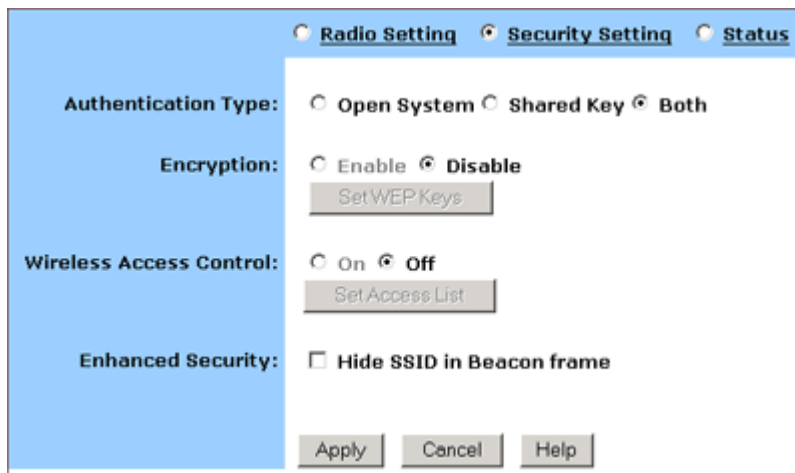 Radio Setting Security Setting Status
Authentication Type: Open System Shared Key Both
Encryption: Enable Disable
Set WEP Keys
Wireless Access Control: On Off
Set Access List
Enhanced Security: Hide SSID in Beacon frame
Apply Cancel Help